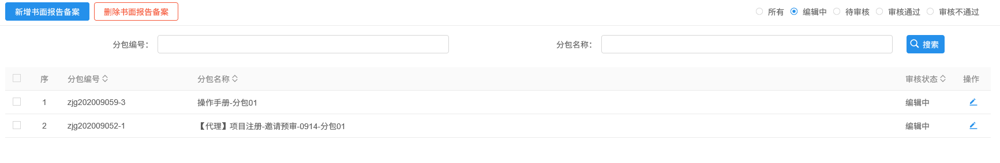 新增书面报告备案 删除书面报告备案 所有 编辑中 待审核 审核通过 审核不通过
分包编号: 分包名称: 搜索
序 分包编号 分包名称 审核状态 操作
1 zjg202009059-3 操作手册-分包01 编辑中
2 zjg202009052-1 【代理】项目注册-邀请预审-0914-分包01 编辑中